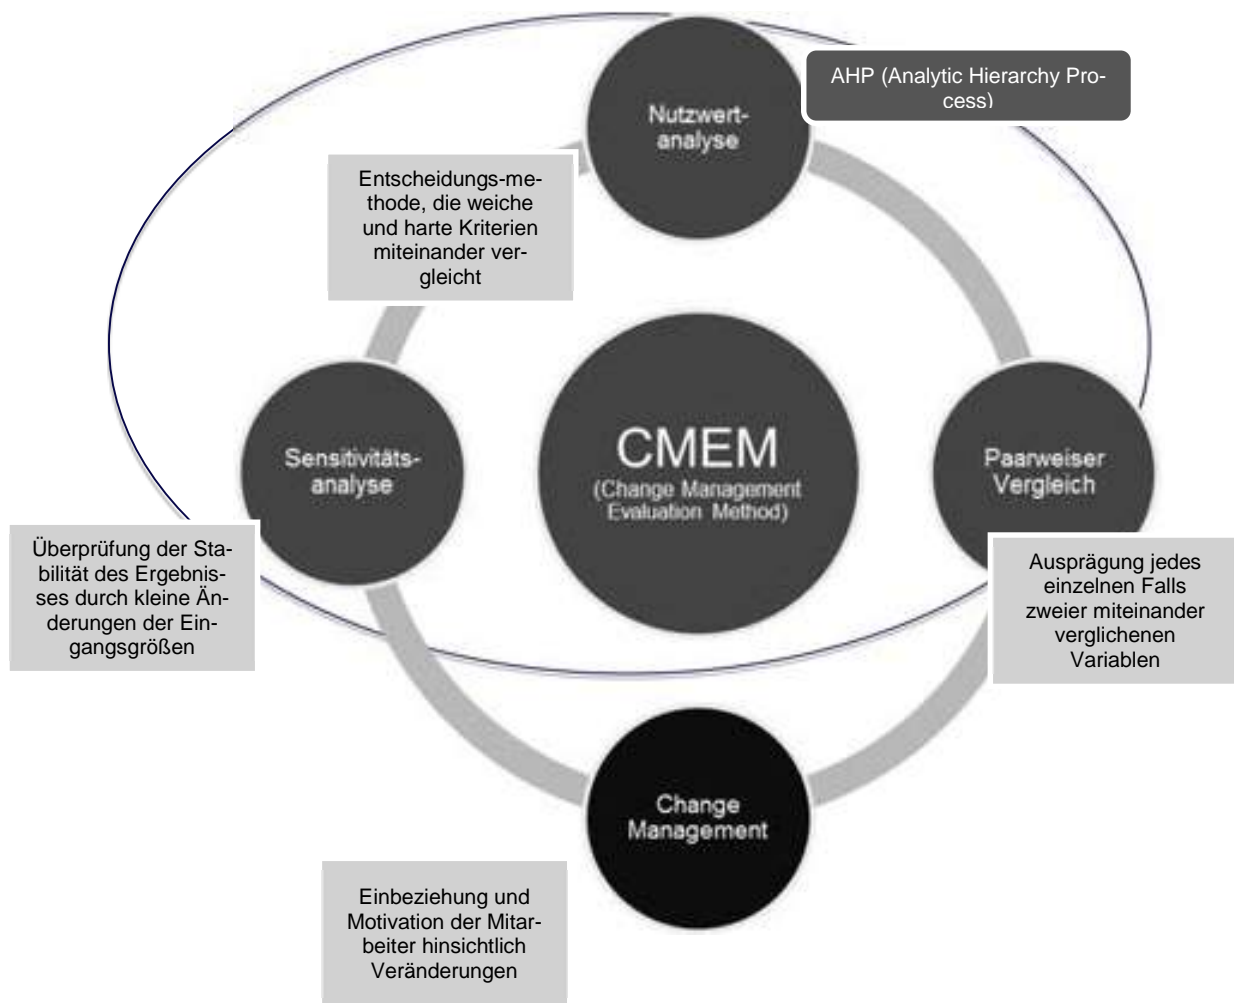 AHP (Analytic Hierarchy Pro-
cess)
Nutzwert-
analyse
Entscheidungs-me-
thode, die weiche
und harte Kriterien
miteinander ver-
gleicht
CMEM
(Change Management
Evaluation Method)
Sensitivitäts-
analyse
Paarweiser
Vergleich
Überprüfung der Sta-
bilität des Ergebnis-
ses durch kleine Än-
derungen der Ein-
gangsgrößen
Ausprägung jedes
einzelnen Falls
zweier miteinander
verglichenen
Variablen
Change
Management
Einbeziehung und
Motivation der Mitar-
beiter hinsichtlich
Veränderungen